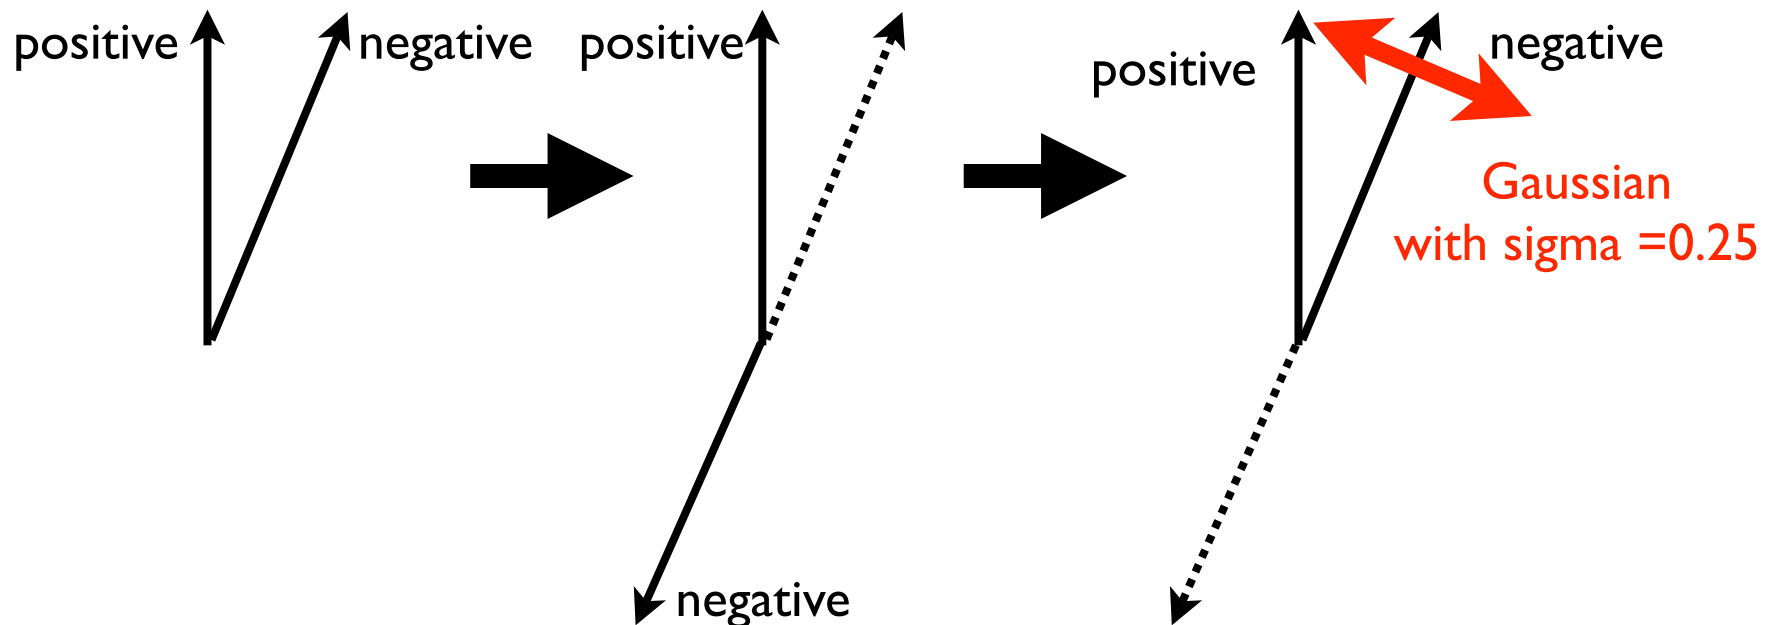 positive
negative
positive
negative
positive
negative
Gaussian
with sigma =0.25